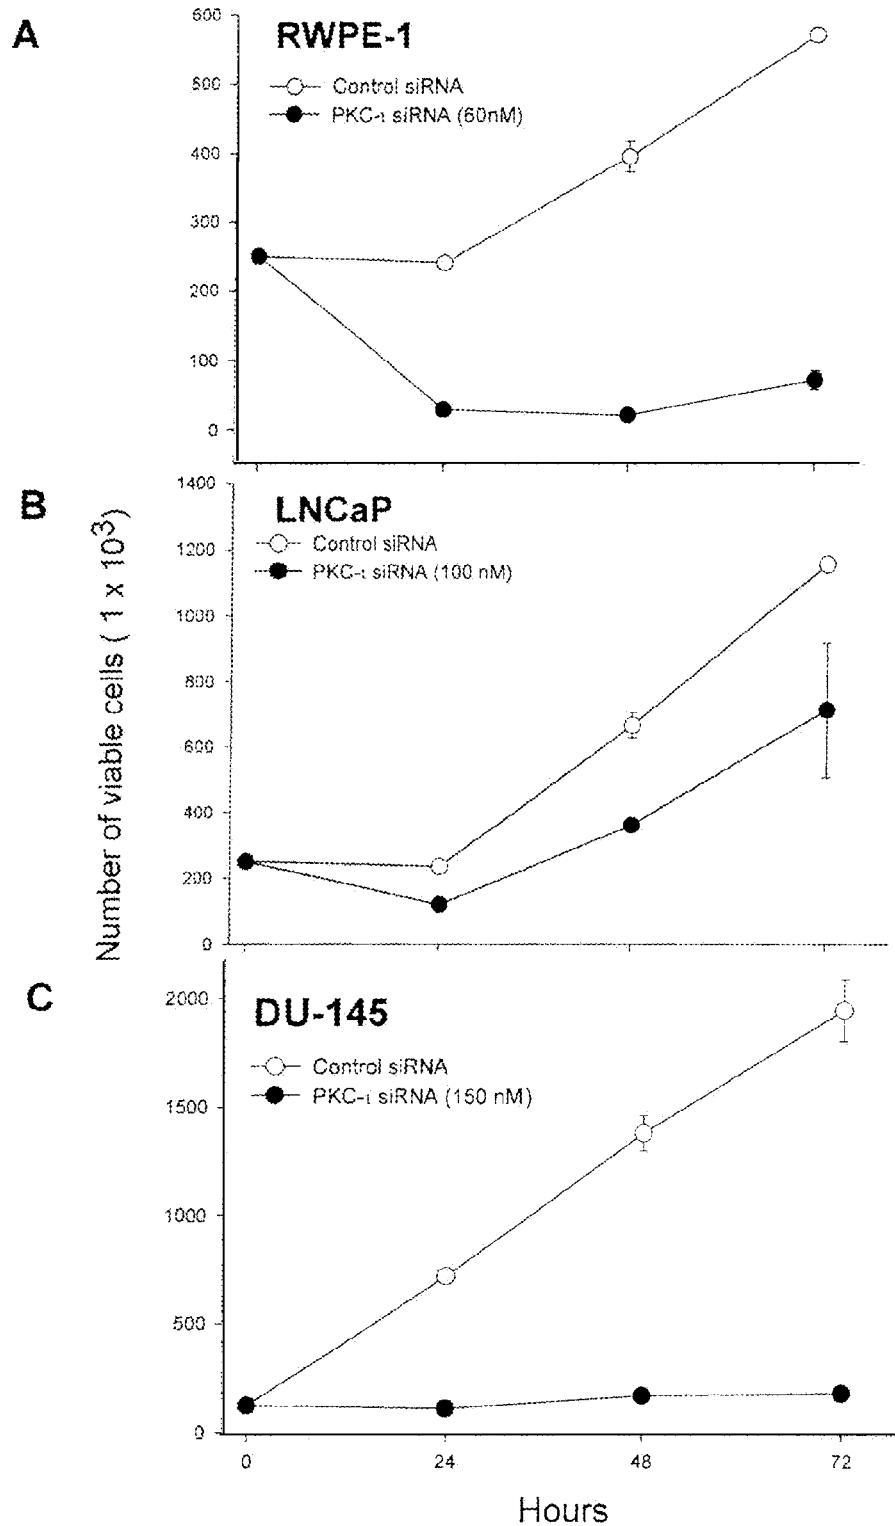 A
RWPE-1
Control siRNA
PKC-ι siRNA (60nM)
600
500
400
300
200
100
0
B
LNCaP
Control siRNA
PKC-ι siRNA (100 nM)
1400
1200
1000
800
600
400
200
0
Number of viable cells ( 1 x 10³)
C
DU-145
Control siRNA
PKC-ι siRNA (150 nM)
2000
1500
1000
500
0
0 24 48 72
Hours